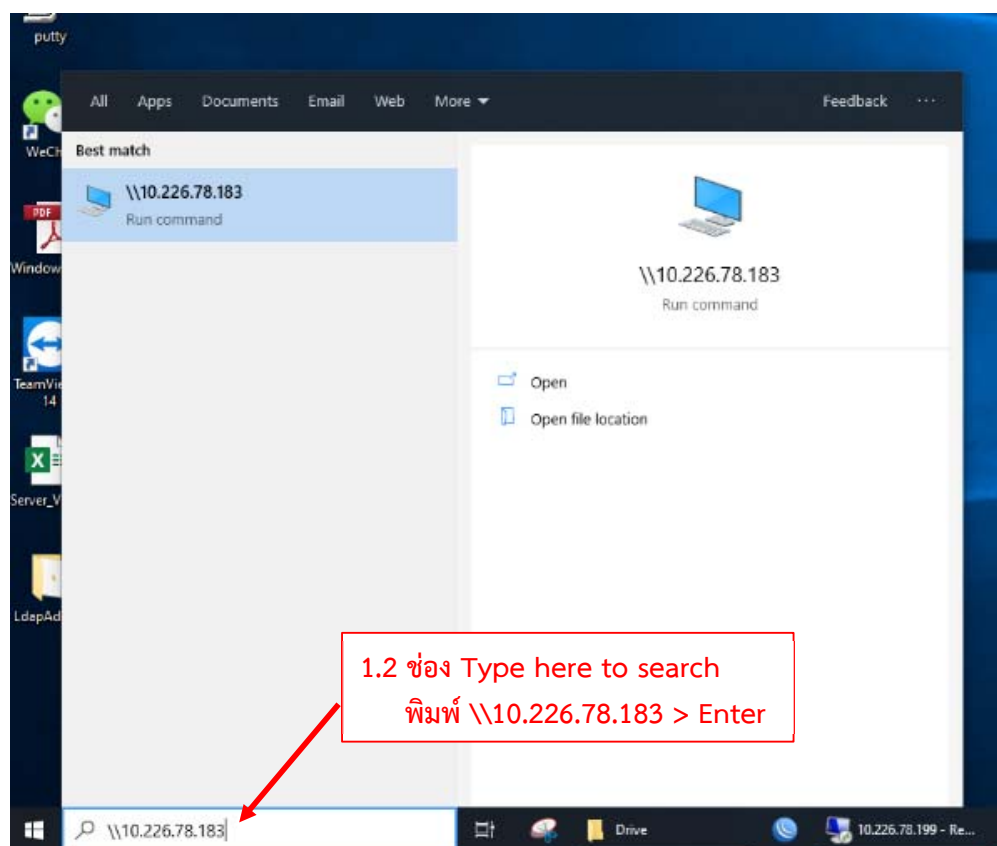 putty
All Apps Documents Email Web More Feedback ···
WeCh
Best match
\\10.226.78.183
Run command
PDF
Window
\\10.226.78.183
Run command
TeamVie
14
Open
Open file location
X
Server_V
LdapAd
1.2 ช่อง Type here to search
พิมพ์ \\10.226.78.183 > Enter
\\10.226.78.183
Drive
10.226.78.199 - Re...